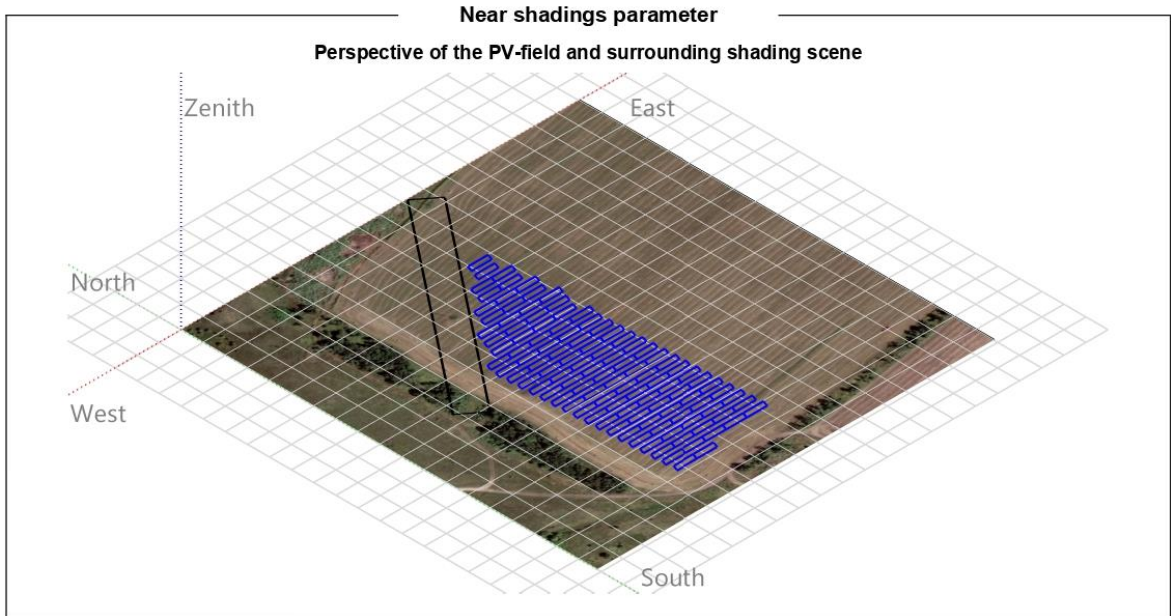 Near shadings parameter
Perspective of the PV-field and surrounding shading scene
Zenith
East
North
West
South